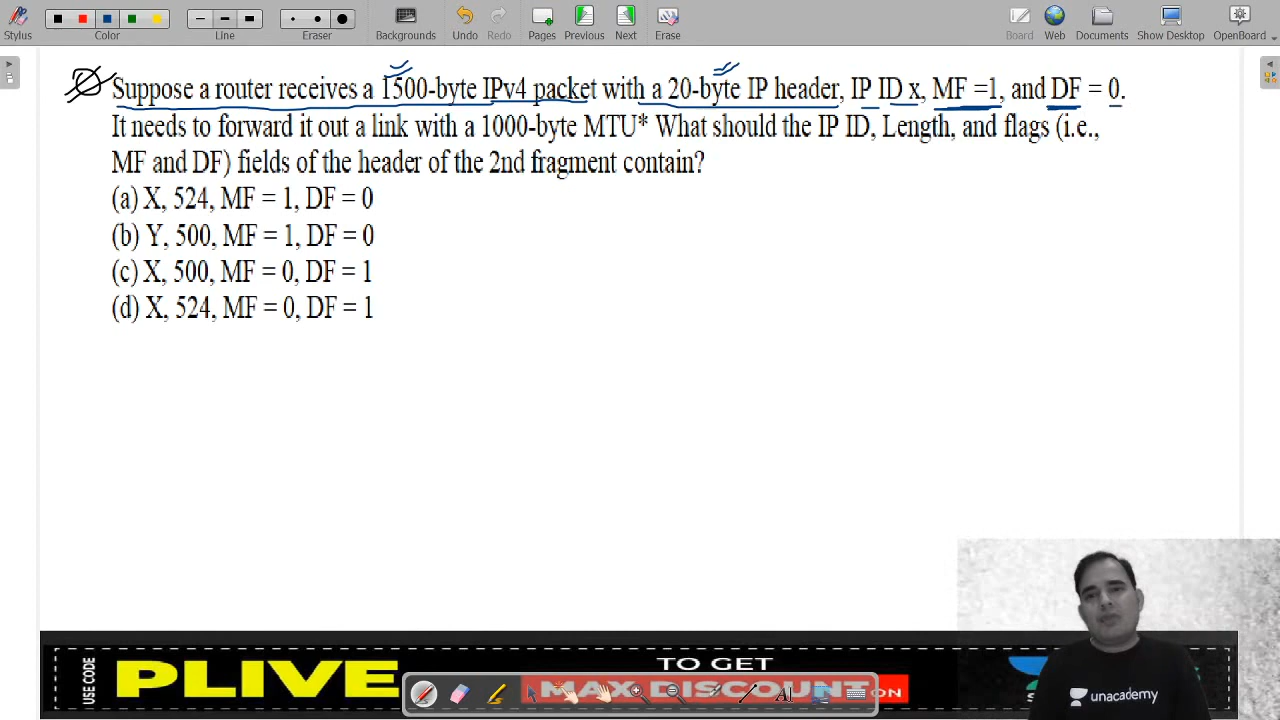 Stylus Color Line Eraser Backgrounds Undo Redo Pages Previous Next Erase Board Web Documents Show Desktop OpenBoard
Suppose a router receives a 1500-byte IPv4 packet with a 20-byte IP header, IP ID x, MF =1, and DF = 0.
It needs to forward it out a link with a 1000-byte MTU* What should the IP ID, Length, and flags (i.e.,
MF and DF) fields of the header of the 2nd fragment contain?
(a) X, 524, MF = 1, DF = 0
(b) Y, 500, MF = 1, DF = 0
(c) X, 500, MF = 0, DF = 1
(d) X, 524, MF = 0, DF = 1
USE CODE
PLIVE
TO GET
MAX DISCOUNT
ON
unacademy